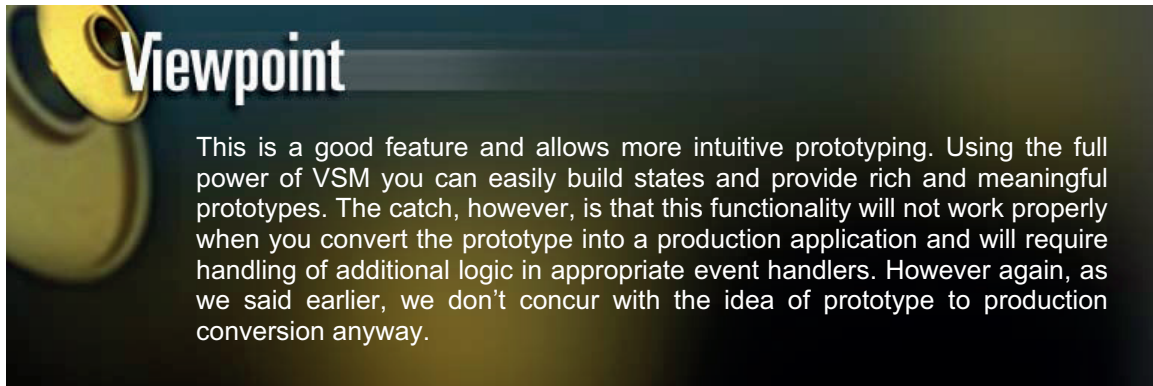 Viewpoint
This is a good feature and allows more intuitive prototyping. Using the full
power of VSM you can easily build states and provide rich and meaningful
prototypes. The catch, however, is that this functionality will not work properly
when you convert the prototype into a production application and will require
handling of additional logic in appropriate event handlers. However again, as
we said earlier, we don’t concur with the idea of prototype to production
conversion anyway.